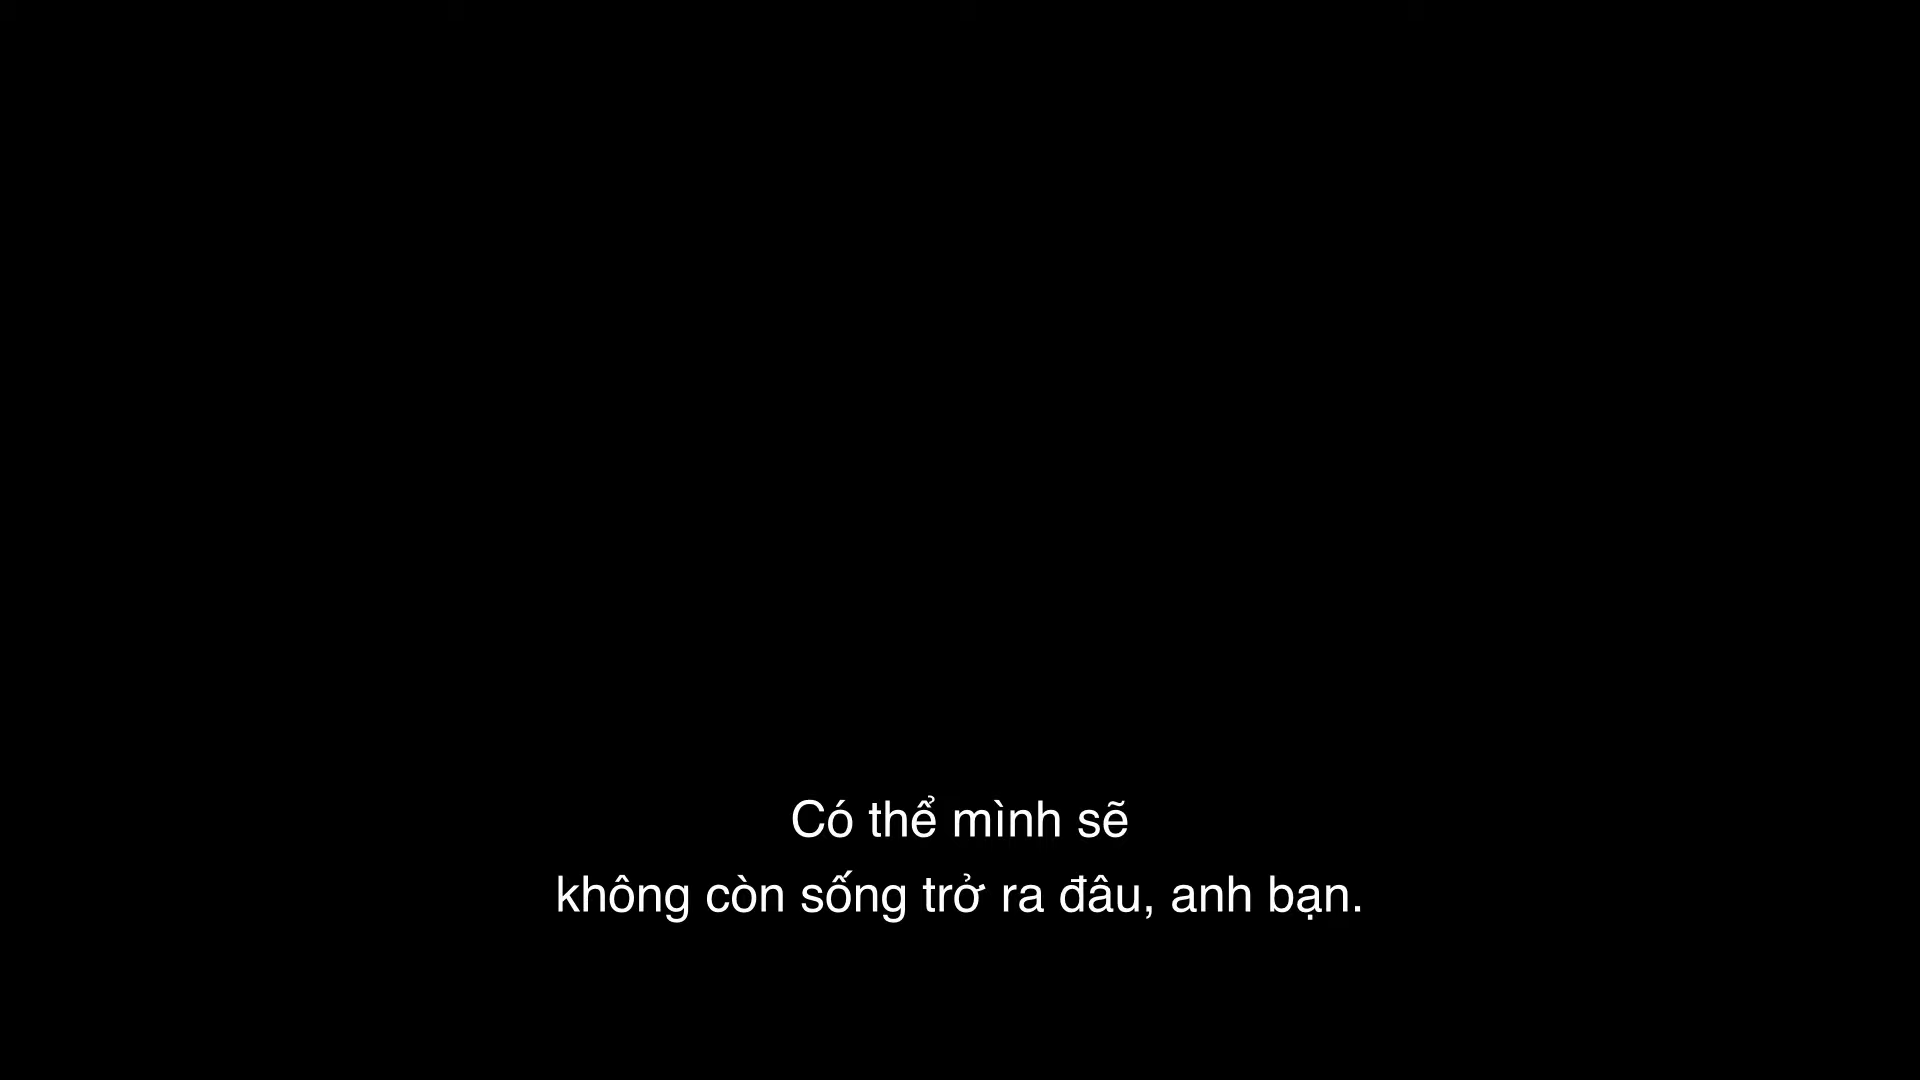 Có thể mình sẽ
không còn sống trở ra đâu, anh bạn.